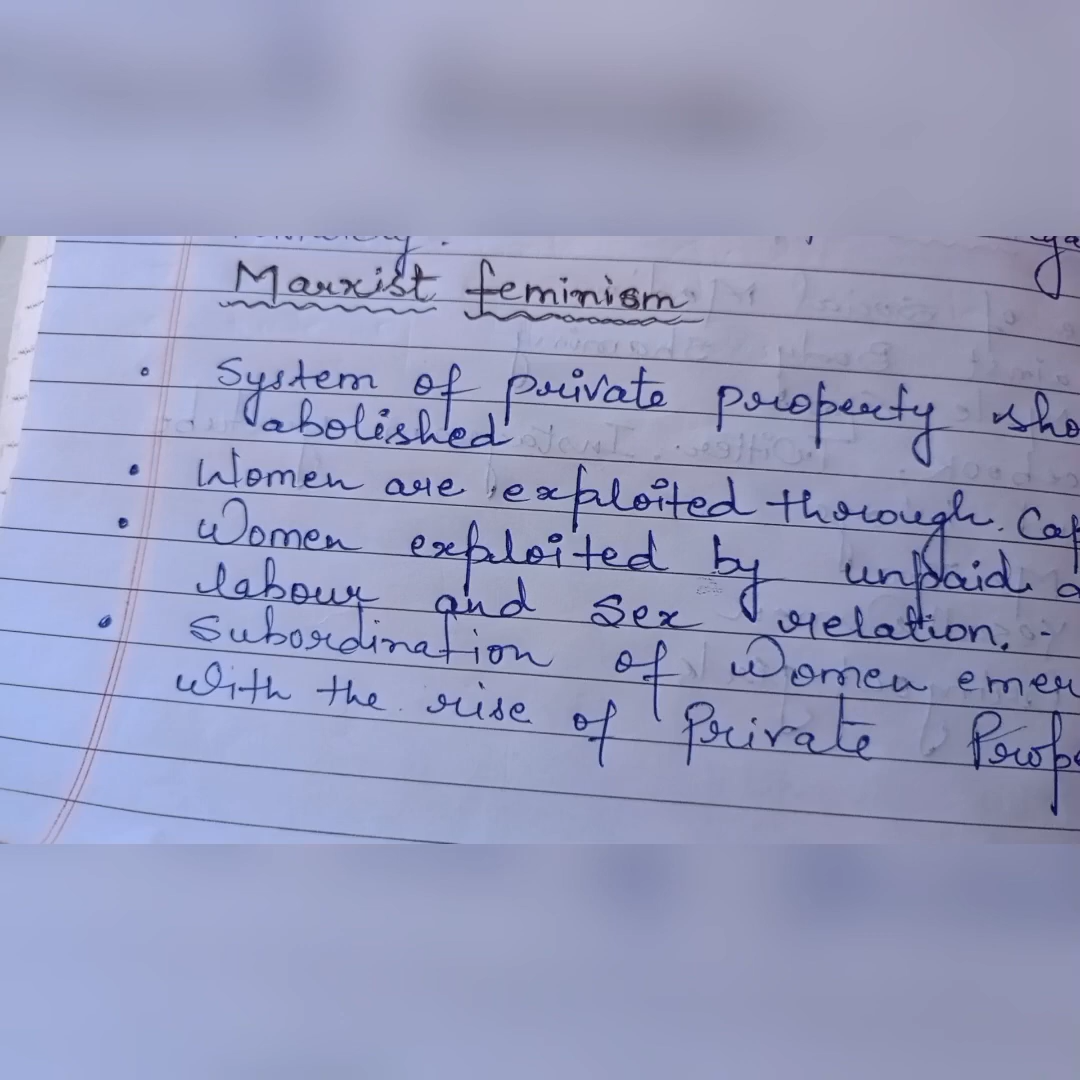 Marxist feminism
• System of private property sho
abolished
• Women are exploited through. Cap
• Women exploited by unpaid
labour and Sex relation.
• Subordination of Women emer
with the rise of Private Prope